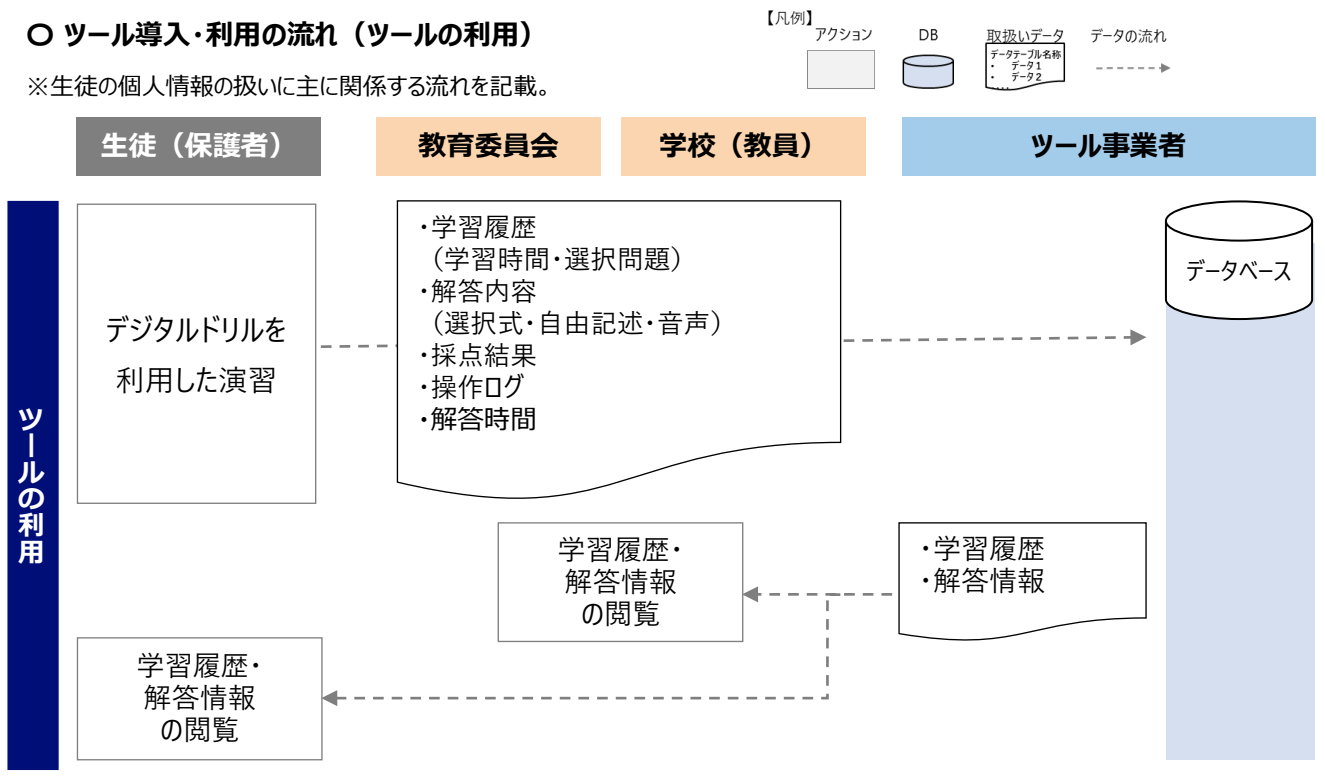 〇 ツール導入・利用の流れ（ツールの利用）
※生徒の個人情報の扱いに主に関係する流れを記載。
【凡例】
アクション
DB
取扱いデータ
データテーブル名称
・ データ１
・ データ２
....
データの流れ
生徒（保護者）
教育委員会
学校（教員）
ツール事業者
ツールの利用
デジタルドリルを
利用した演習
・学習履歴
（学習時間・選択問題）
・解答内容
（選択式・自由記述・音声）
・採点結果
・操作ログ
・解答時間
データベース
学習履歴・
解答情報
の閲覧
・学習履歴
・解答情報
学習履歴・
解答情報
の閲覧